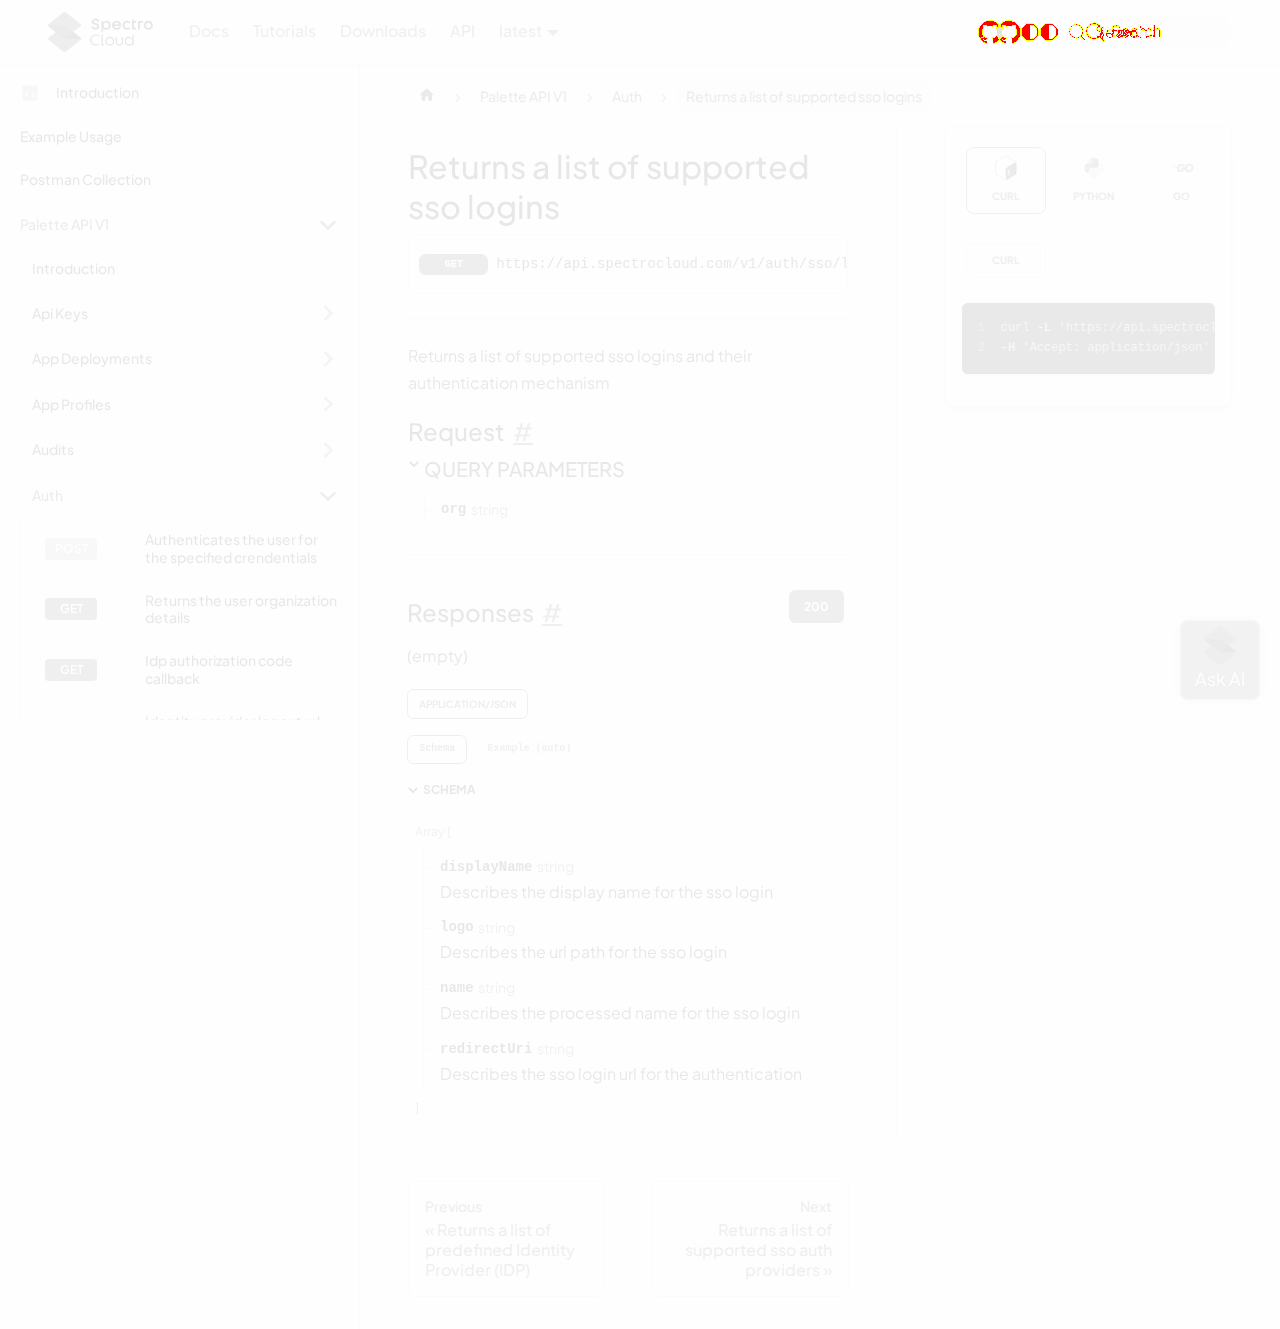 Spectro Cloud
Docs Tutorials Downloads API latest
Search
Introduction
Example Usage
Postman Collection
Palette API V1
Introduction
Api Keys
App Deployments
App Profiles
Audits
Auth
POST Authenticates the user for the specified crendentials
GET Returns the user organization details
GET Idp authorization code callback
Palette API V1 Auth Returns a list of supported sso logins
Returns a list of supported
sso logins
GET https://api.spectrocloud.com/v1/auth/sso/l
Returns a list of supported sso logins and their
authentication mechanism
Request #
QUERY PARAMETERS
org string
Responses #
200
(empty)
APPLICATION/JSON
Schema Example (auto)
SCHEMA
Array [
displayName string
Describes the display name for the sso login
logo string
Describes the url path for the sso login
name string
Describes the processed name for the sso login
redirectUri string
Describes the sso login url for the authentication
]
Previous
« Returns a list of
predefined Identity
Provider (IDP)
Next
Returns a list of
supported sso auth
providers »
CURL PYTHON GO
CURL
1 curl -L 'https://api.spectrocl
2 -H 'Accept: application/json'
Ask AI